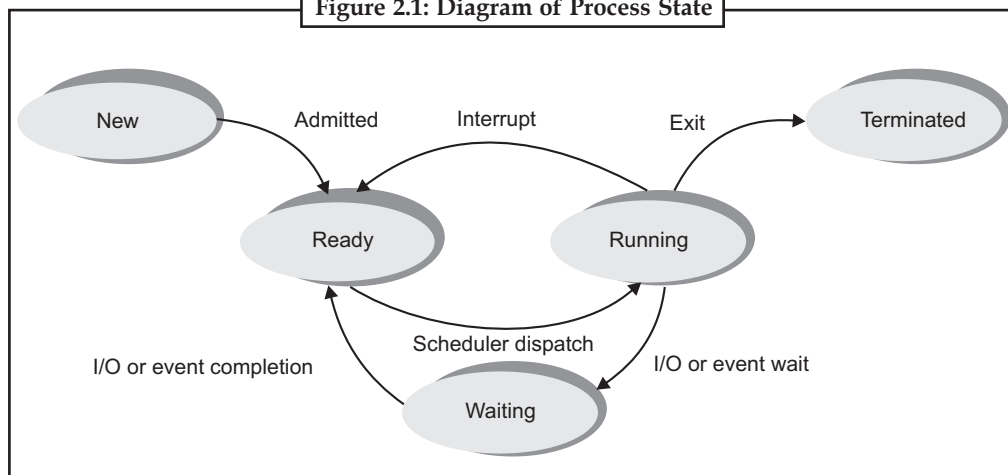 Figure 2.1: Diagram of Process State
New
Admitted
Interrupt
Exit
Terminated
Ready
Running
Scheduler dispatch
I/O or event completion
I/O or event wait
Waiting